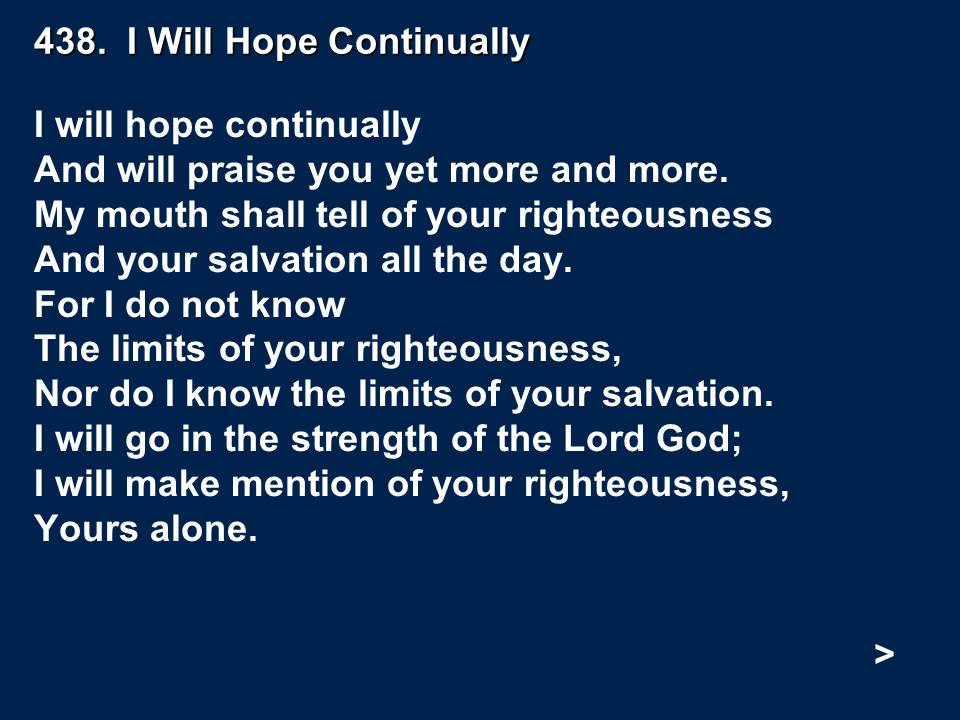 438.  I Will Hope Continually
I will hope continually
And will praise you yet more and more.
My mouth shall tell of your righteousness
And your salvation all the day.
For I do not know
The limits of your righteousness,
Nor do I know the limits of your salvation.
I will go in the strength of the Lord God;
I will make mention of your righteousness,
Yours alone.
>